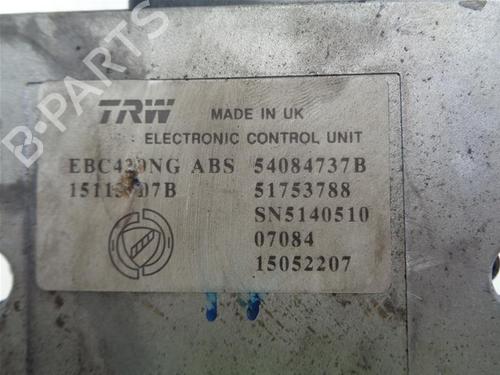 B-PARTS
TRW MADE IN UK
ELECTRONIC CONTROL UNIT
ABS 54084737B
51753788
SN5140510
07084
15052207